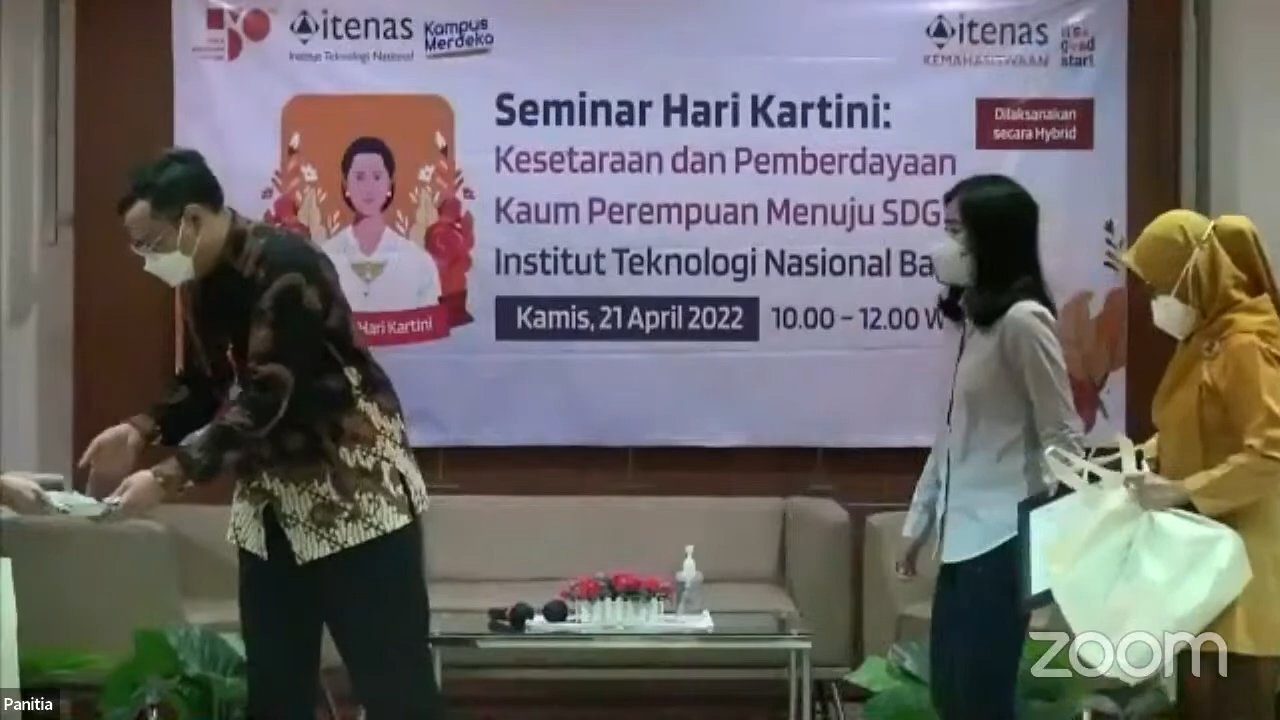 itenas
Institut Teknologi Nasional
Kampus
Merdeka
itenas
KEMAHASISWAAN
it's a
good
start
Dilaksanakan
secara Hybrid
Seminar Hari Kartini:
Kesetaraan dan Pemberdayaan
Kaum Perempuan Menuju SDG
Institut Teknologi Nasional Ba
Kamis, 21 April 2022
10.00 – 12.00 W
Hari Kartini
zoom
Panitia